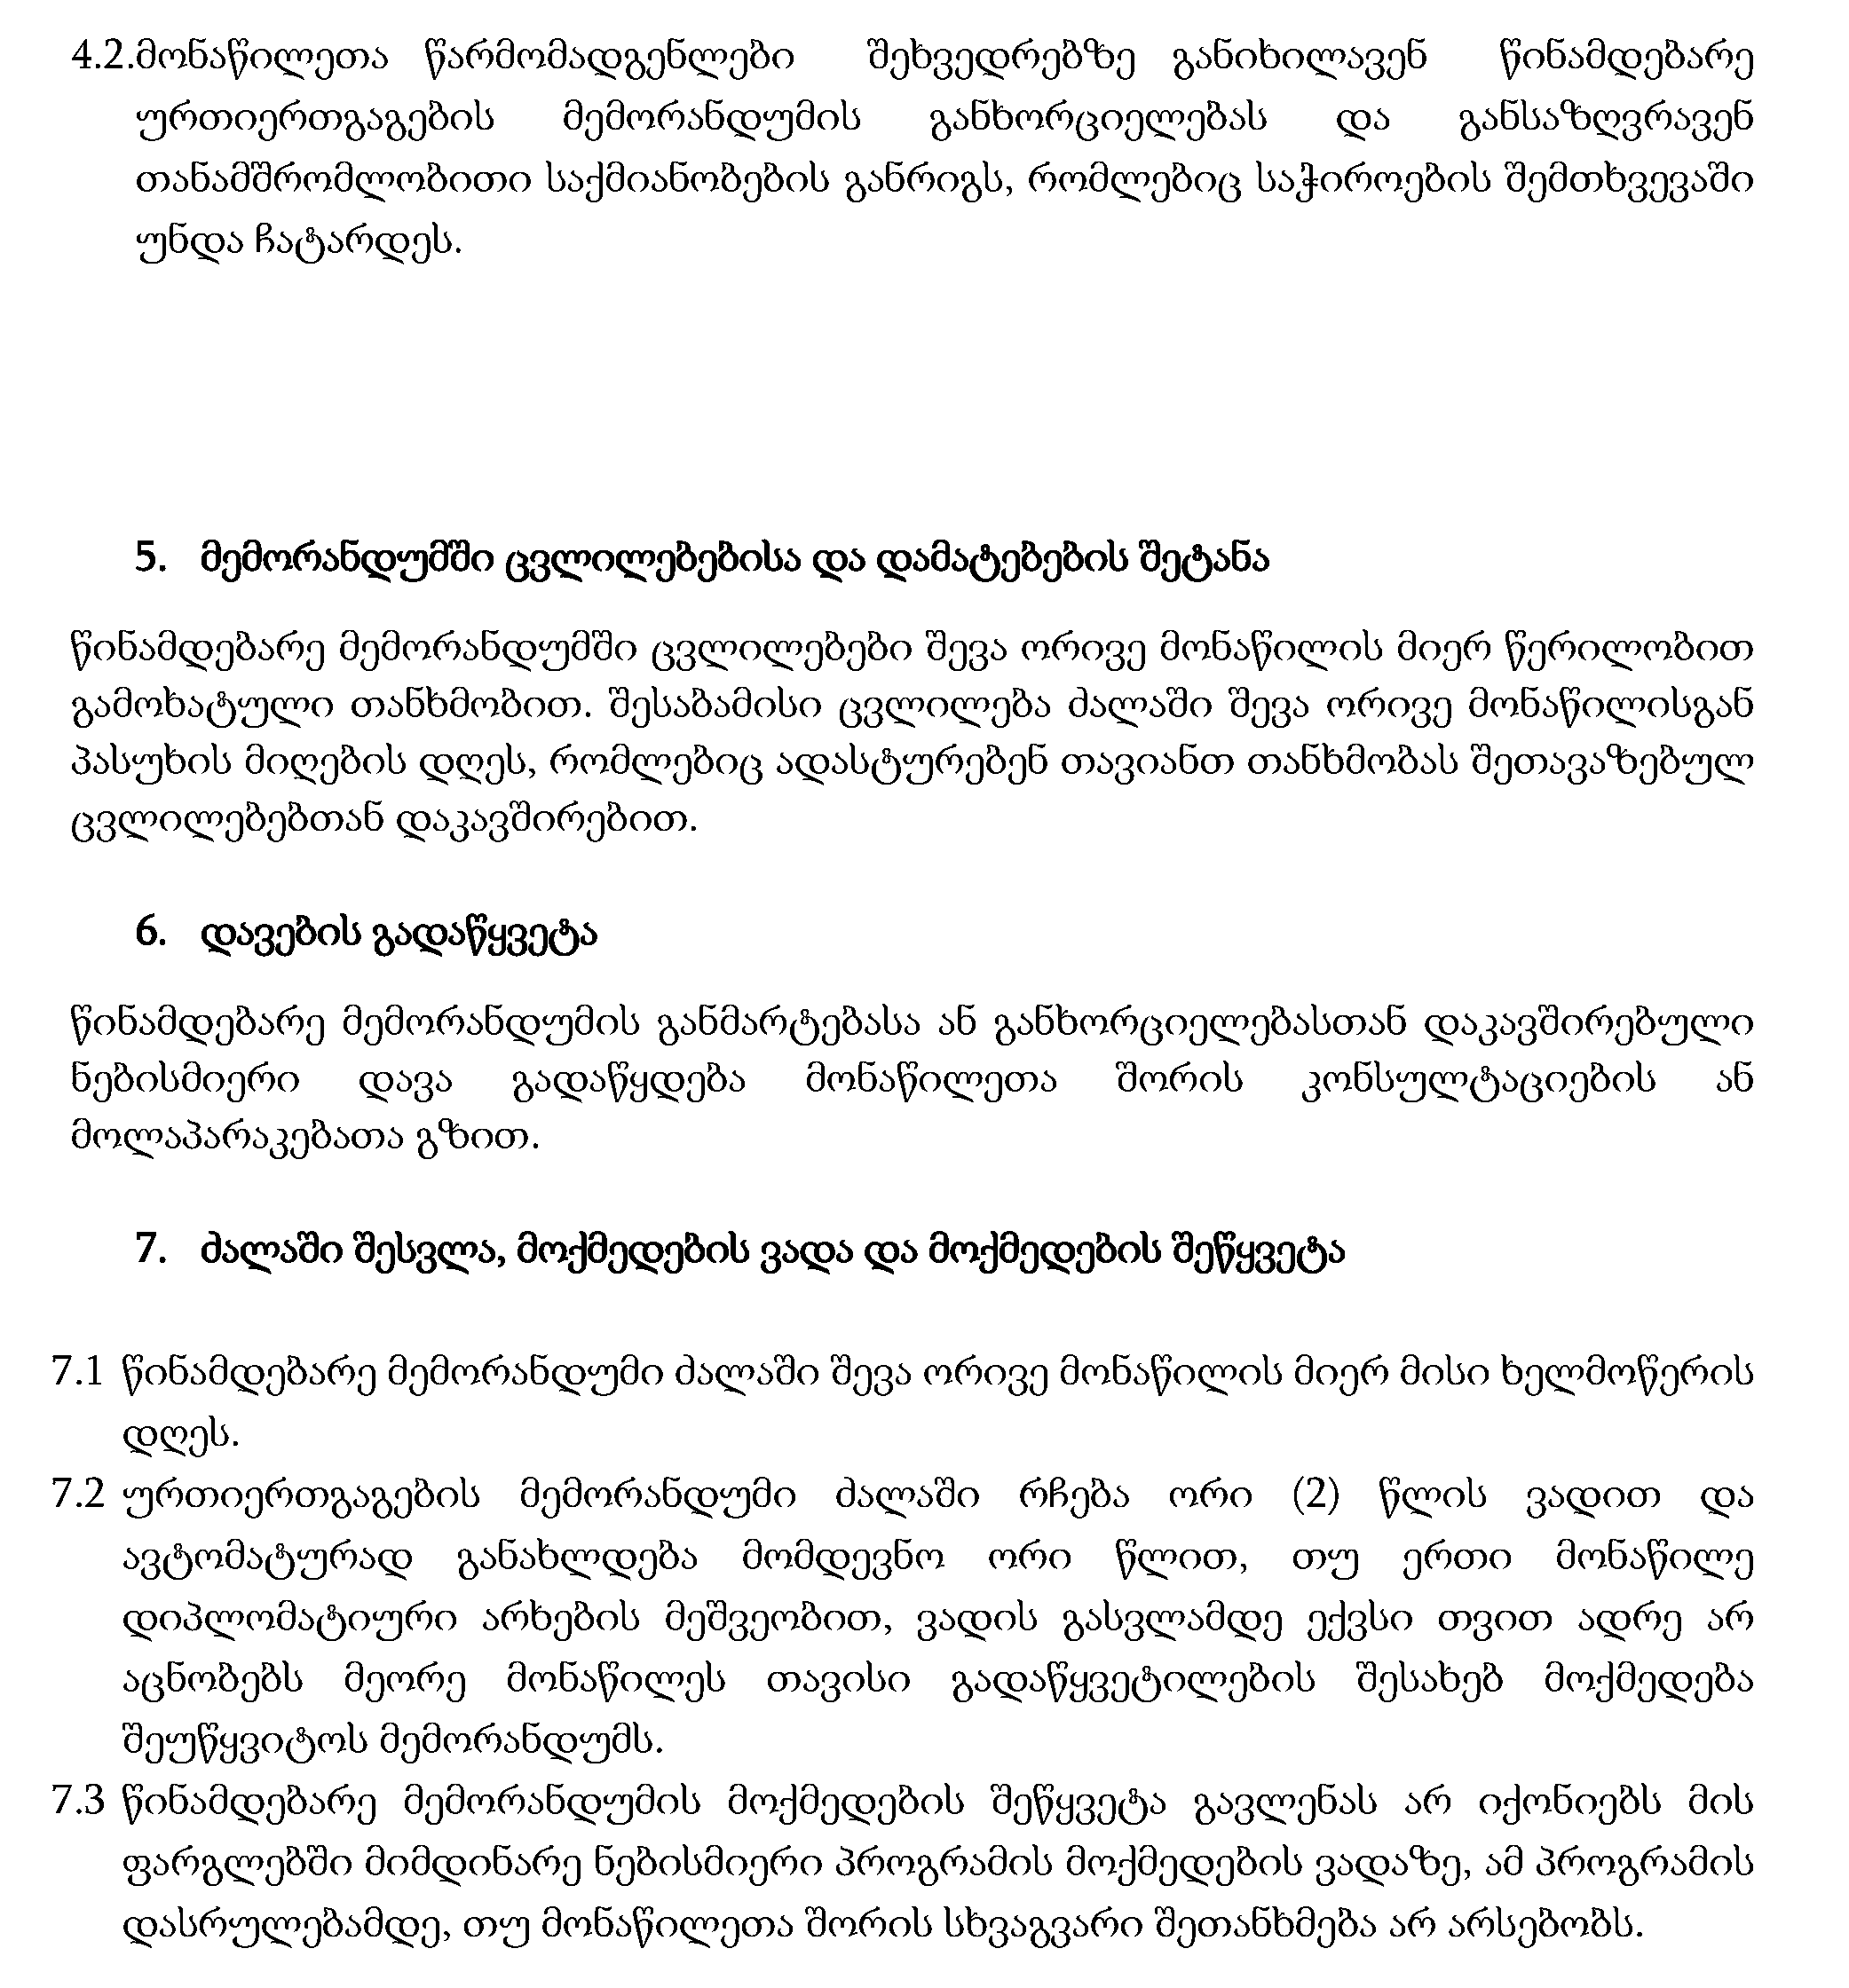 4.2.მონაწილეთა წარმომადგენლები შეხვედრებზე განიხილავენ წინამდებარე
ურთიერთგაგების მემორანდუმის განხორციელებას და განსაზღვრავენ
თანამშრომლობითი საქმიანობების განრიგს, რომლებიც საჭიროების შემთხვევაში
უნდა ჩატარდეს.
5. მემორანდუმში ცვლილებებისა და დამატებების შეტანა
წინამდებარე მემორანდუმში ცვლილებები შევა ორივე მონაწილის მიერ წერილობით
გამოხატული თანხმობით. შესაბამისი ცვლილება ძალაში შევა ორივე მონაწილისგან
პასუხის მიღების დღეს, რომლებიც ადასტურებენ თავიანთ თანხმობას შეთავაზებულ
ცვლილებებთან დაკავშირებით.
6. დავების გადაწყვეტა
წინამდებარე მემორანდუმის განმარტებასა ან განხორციელებასთან დაკავშირებული
ნებისმიერი დავა გადაწყდება მონაწილეთა შორის კონსულტაციების ან
მოლაპარაკებათა გზით.
7. ძალაში შესვლა, მოქმედების ვადა და მოქმედების შეწყვეტა
7.1 წინამდებარე მემორანდუმი ძალაში შევა ორივე მონაწილის მიერ მისი ხელმოწერის
დღეს.
7.2 ურთიერთგაგების მემორანდუმი ძალაში რჩება ორი (2) წლის ვადით და
ავტომატურად განახლდება მომდევნო ორი წლით, თუ ერთი მონაწილე
დიპლომატიური არხების მეშვეობით, ვადის გასვლამდე ექვსი თვით ადრე არ
აცნობებს მეორე მონაწილეს თავისი გადაწყვეტილების შესახებ მოქმედება
შეუწყვიტოს მემორანდუმს.
7.3 წინამდებარე მემორანდუმის მოქმედების შეწყვეტა გავლენას არ იქონიებს მის
ფარგლებში მიმდინარე ნებისმიერი პროგრამის მოქმედების ვადაზე, ამ პროგრამის
დასრულებამდე, თუ მონაწილეთა შორის სხვაგვარი შეთანხმება არ არსებობს.